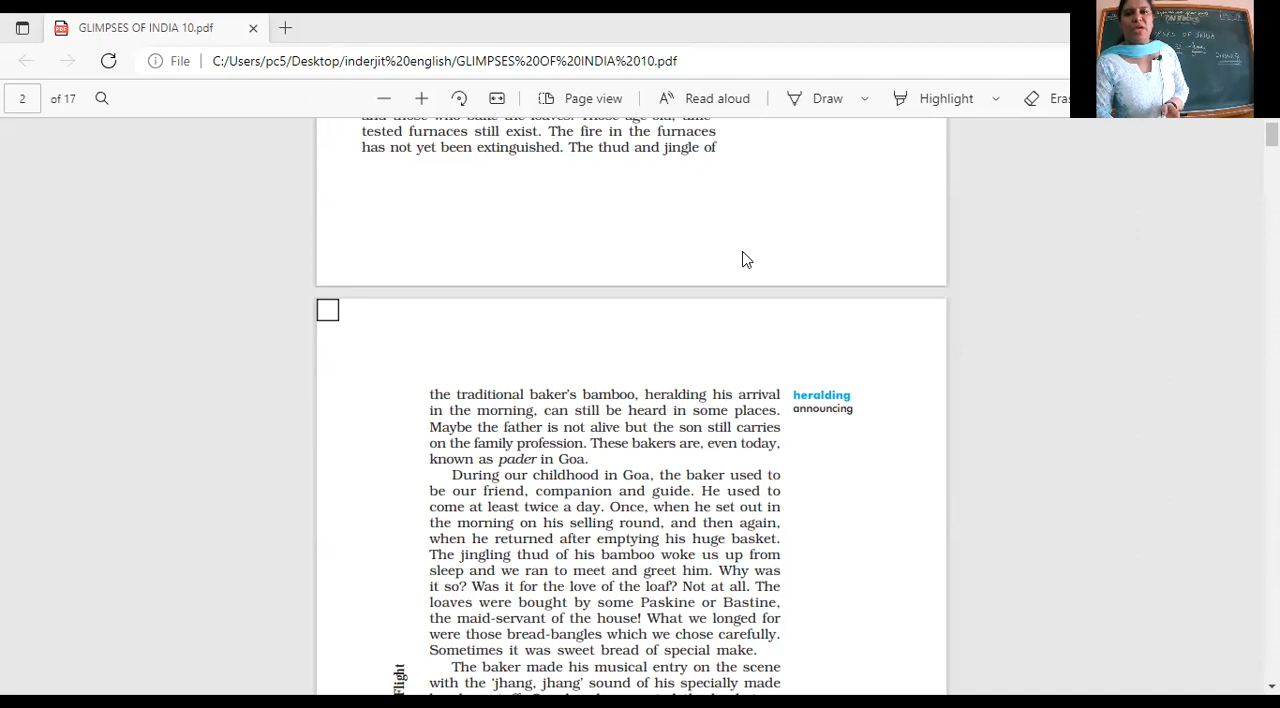 GLIMPSES OF INDIA 10.pdf
File C:/Users/pc5/Desktop/inderjit%20english/GLIMPSES%20OF%20INDIA%2010.pdf
2 of 17 Page view Read aloud Draw Highlight Eras
and those who bake the loaves. Those age-old, time-
tested furnaces still exist. The fire in the furnaces
has not yet been extinguished. The thud and jingle of
the traditional baker's bamboo, heralding his arrival
in the morning, can still be heard in some places.
Maybe the father is not alive but the son still carries
on the family profession. These bakers are, even today,
known as pader in Goa.
heralding
announcing
During our childhood in Goa, the baker used to
be our friend, companion and guide. He used to
come at least twice a day. Once, when he set out in
the morning on his selling round, and then again,
when he returned after emptying his huge basket.
The jingling thud of his bamboo woke us up from
sleep and we ran to meet and greet him. Why was
it so? Was it for the love of the loaf? Not at all. The
loaves were bought by some Paskine or Bastine,
the maid-servant of the house! What we longed for
were those bread-bangles which we chose carefully.
Sometimes it was sweet bread of special make.
The baker made his musical entry on the scene
with the 'jhang, jhang' sound of his specially made
Flight